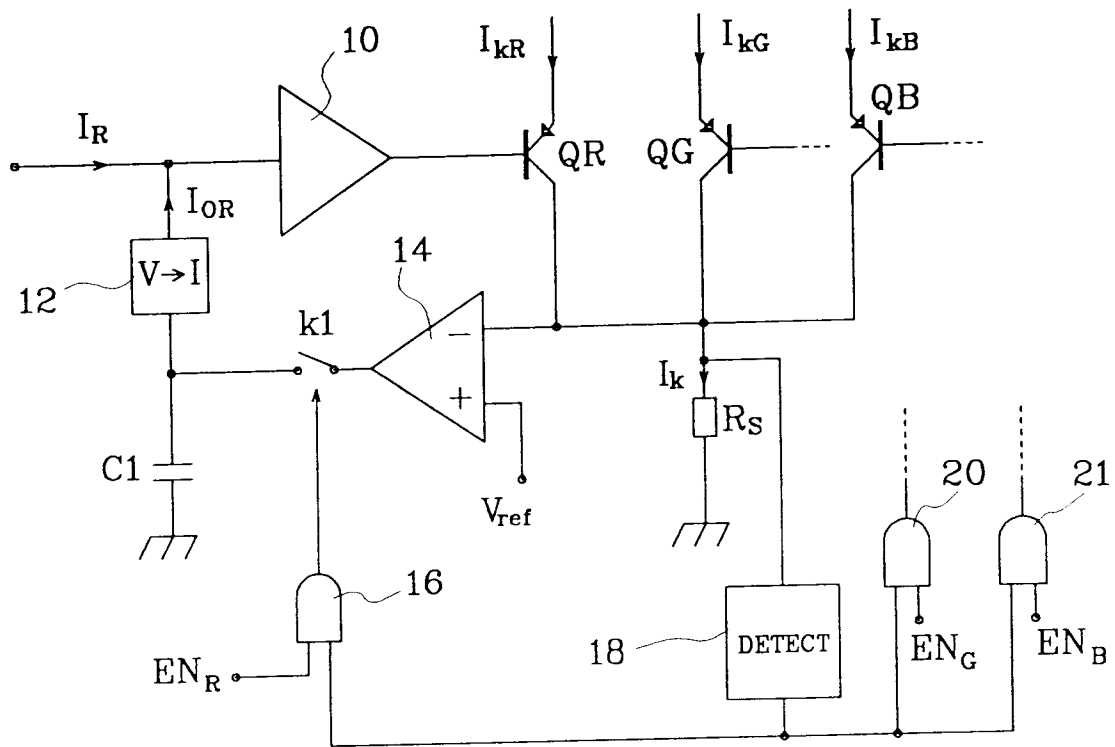 10
I_kR
I_kG
I_kB
QB
I_R
QR
QG
I_OR
14
12
V→I
k1
−
I_k
+
R_S
C1
V_ref
20
21
16
18
DETECT
EN_R
EN_G
EN_B